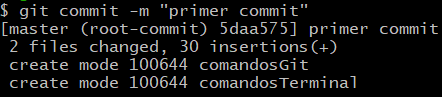 $ git commit -m "primer commit"
[master (root-commit) 5daa575] primer commit
 2 files changed, 30 insertions(+)
 create mode 100644 comandosGit
 create mode 100644 comandosTerminal